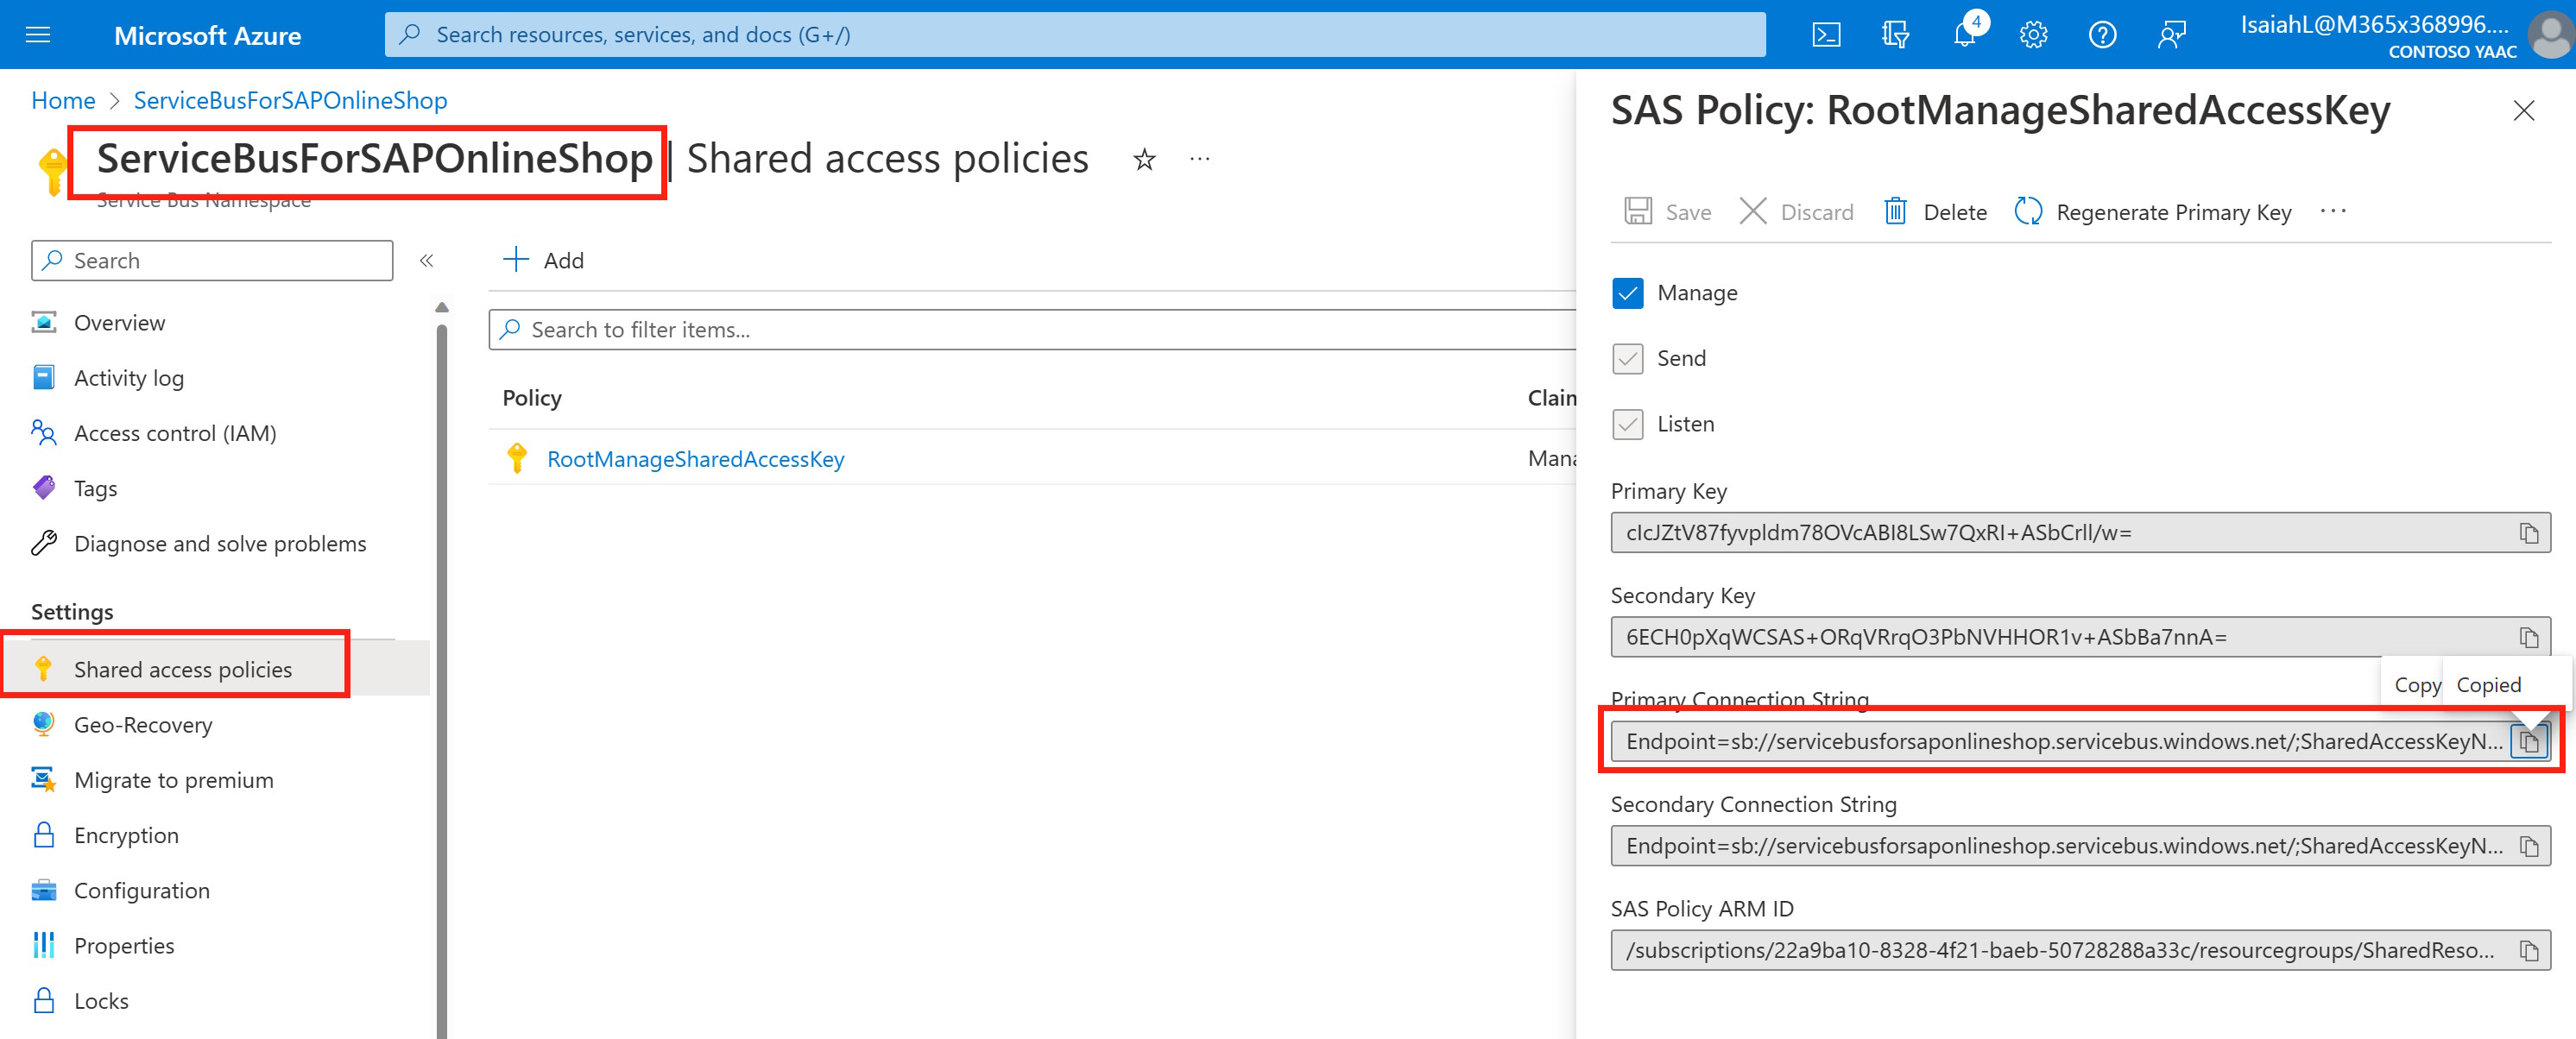 Microsoft Azure
Search resources, services, and docs (G+/)
4
IsaiahL@M365x368996....
CONTOSO YAAC
Home > ServiceBusForSAPOnlineShop
ServiceBusForSAPOnlineShop | Shared access policies
Service Bus Namespace
Search
Overview
Activity log
Access control (IAM)
Tags
Diagnose and solve problems
Settings
Shared access policies
Geo-Recovery
Migrate to premium
Encryption
Configuration
Properties
Locks
Add
Search to filter items...
Policy
Claim
RootManageSharedAccessKey
Mana
SAS Policy: RootManageSharedAccessKey
Save
Discard
Delete
Regenerate Primary Key
Manage
Send
Listen
Primary Key
cIcJZtV87fyvpldm78OVcABI8LSw7QxRI+ASbCrll/w=
Secondary Key
6ECH0pXqWCSAS+ORqVRrqO3PbNVHHOR1v+ASbBa7nnA=
Copy
Copied
Primary Connection String
Endpoint=sb://servicebusforsaponlineshop.servicebus.windows.net/;SharedAccessKeyN...
Secondary Connection String
Endpoint=sb://servicebusforsaponlineshop.servicebus.windows.net/;SharedAccessKeyN...
SAS Policy ARM ID
/subscriptions/22a9ba10-8328-4f21-baeb-50728288a33c/resourcegroups/SharedReso...